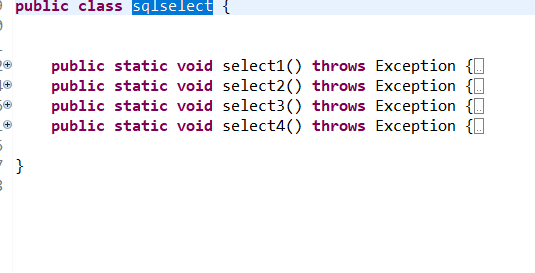 public class sqlselect {
public static void select1() throws Exception {
public static void select2() throws Exception {
public static void select3() throws Exception {
public static void select4() throws Exception {
}